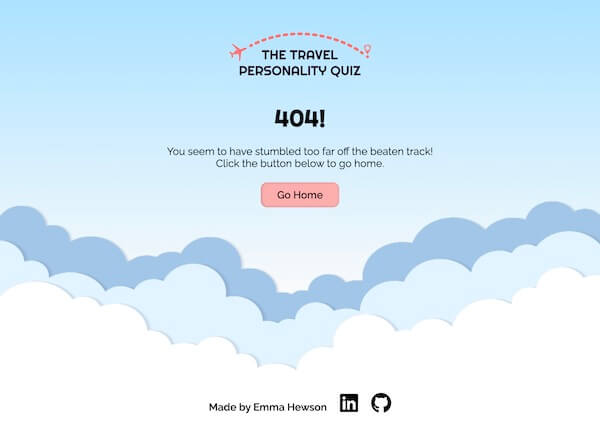 THE TRAVEL
PERSONALITY QUIZ
404!
You seem to have stumbled too far off the beaten track!
Click the button below to go home.
Go Home
Made by Emma Hewson
in